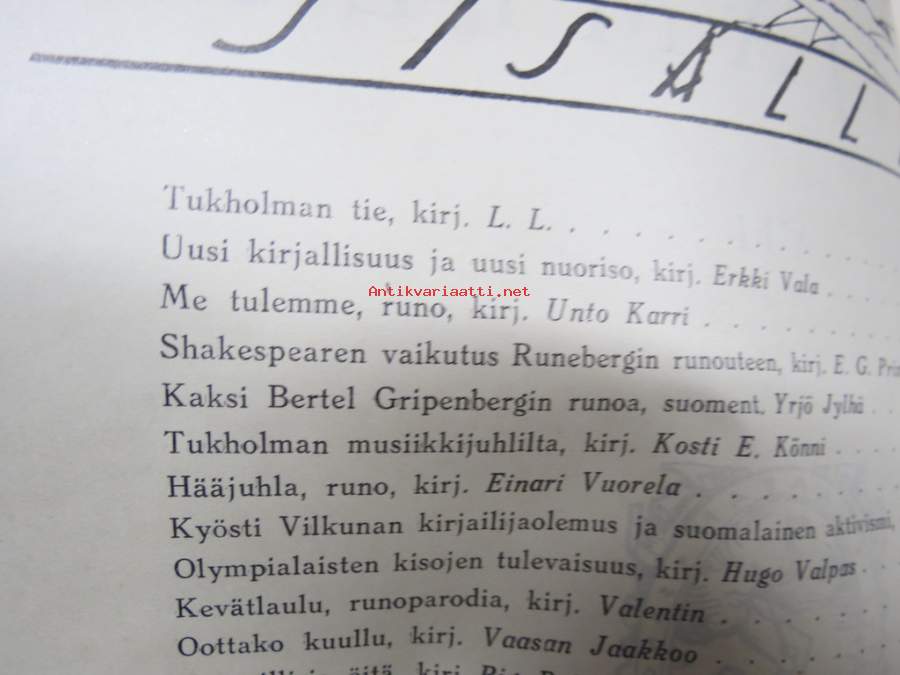 SISÄLL
Tukholman tie, kirj. L. L. . . . . . . . . . .
Uusi kirjallisuus ja uusi nuoriso, kirj. Erkki Vala . . . .
Antikvariaatti.net
Me tulemme, runo, kirj. Unto Karri . . . . . . . .
Shakespearen vaikutus Runebergin runouteen, kirj. E. G.
Kaksi Bertel Gripenbergin runoa, suoment. Yrjö Jylhä . .
Tukholman musiikkijuhlilta, kirj. Kosti E. Könni . . . .
Hääjuhla, runo, kirj. Einari Vuorela . . . . . . . .
Kyösti Vilkunan kirjailijaolemus ja suomalainen aktivismi,
Olympialaisten kisojen tulevaisuus, kirj. Hugo Valpas . . .
Kevätlaulu, runoparodia, kirj. Valentin . . . . . . .
Oottako kuullu, kirj. Vaasan Jaakkoo . . . . . . .